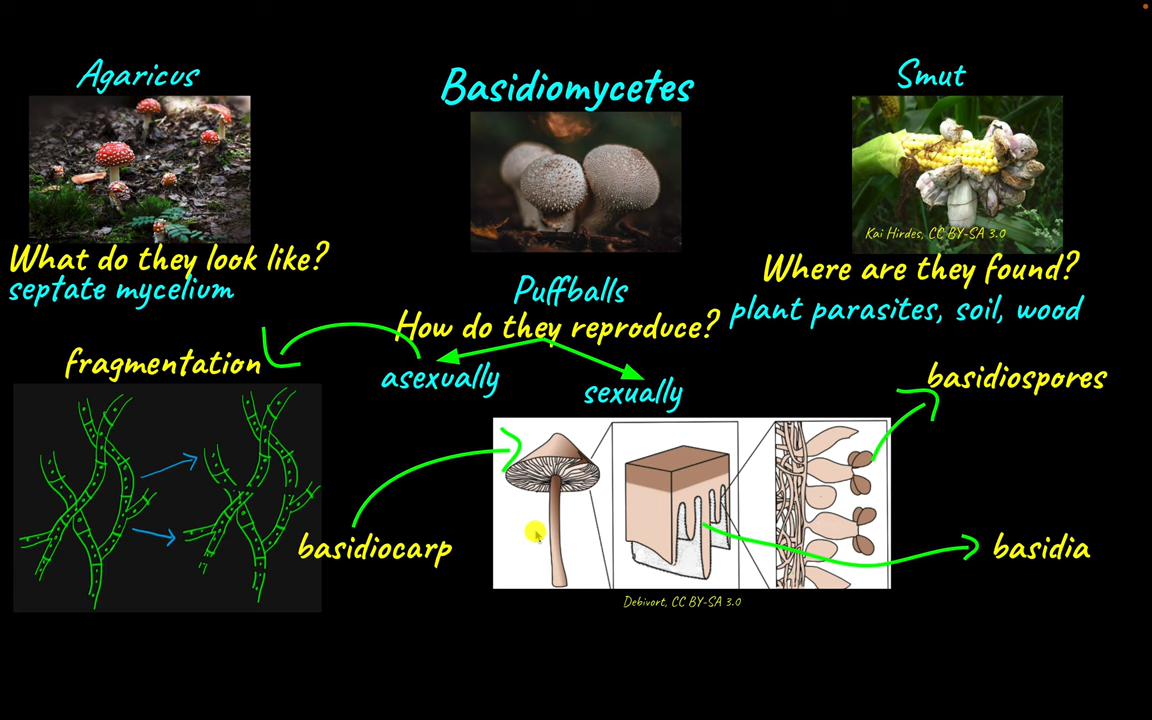 Agaricus
Basidiomycetes
Smut
Kai Hirdes, CC BY-SA 3.0
What do they look like?
septate mycelium
Puffballs
Where are they found?
plant parasites, soil, wood
How do they reproduce?
fragmentation
asexually
sexually
basidiospores
basidiocarp
basidia
Debivort, CC BY-SA 3.0